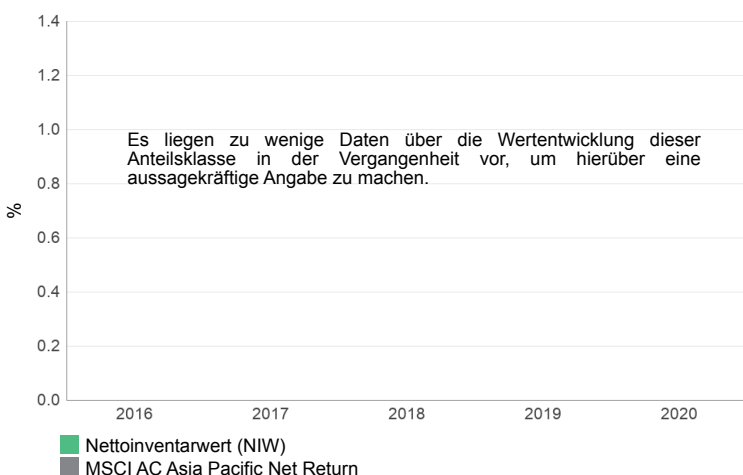 1.4
1.2
1.0
Es liegen zu wenige Daten über die Wertentwicklung dieser
Anteilsklasse in der Vergangenheit vor, um hierüber eine
aussagekräftige Angabe zu machen.
0.8
%
0.6
0.4
0.2
0.0
2016 2017 2018 2019 2020
Nettoinventarwert (NIW)
MSCI AC Asia Pacific Net Return